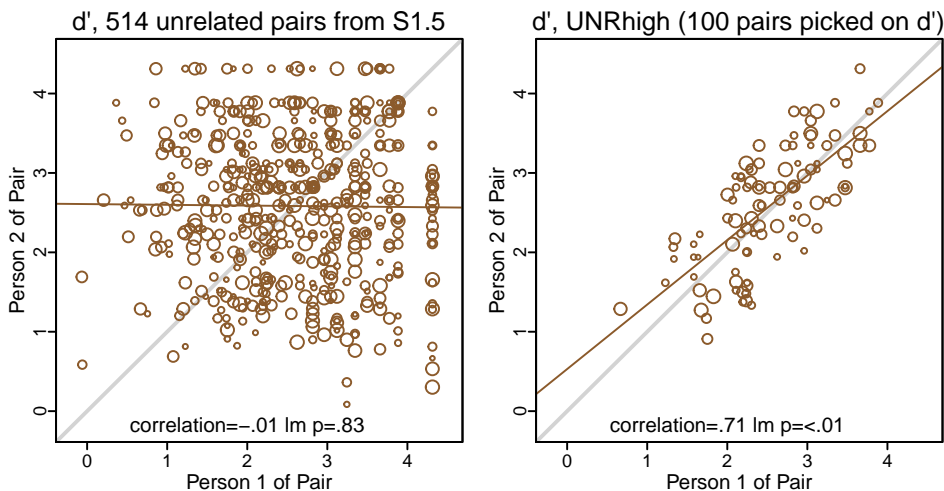 d', 514 unrelated pairs from S1.5
4
3
2
1
0
Person 2 of Pair
correlation=−.01 lm p=.83
0 1 2 3 4
Person 1 of Pair
d', UNRhigh (100 pairs picked on d')
4
3
2
1
0
Person 2 of Pair
correlation=.71 lm p=<.01
0 1 2 3 4
Person 1 of Pair